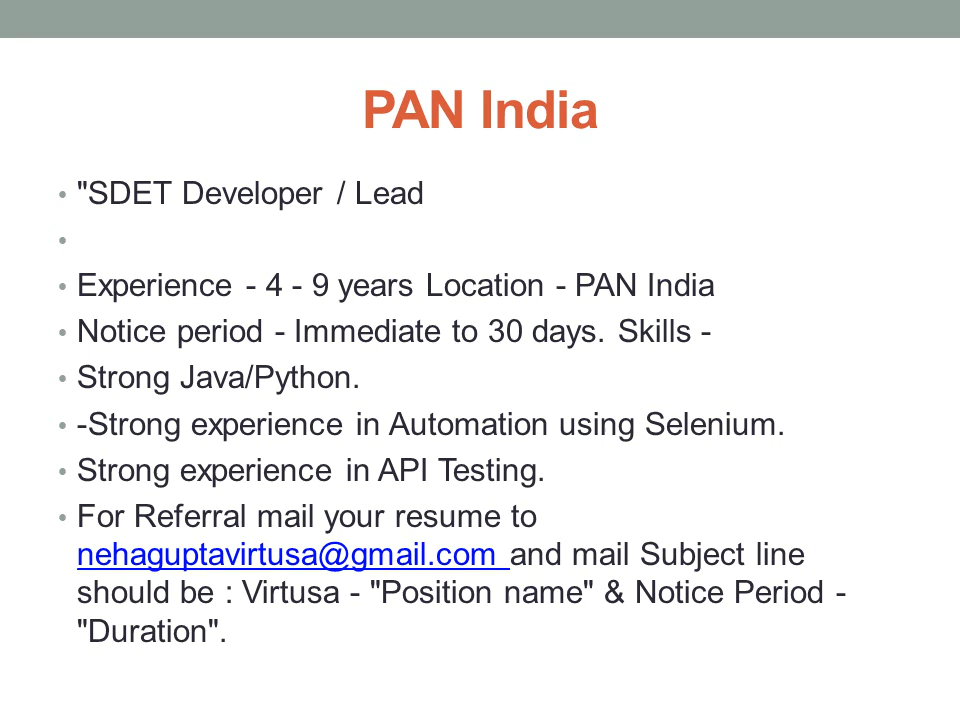 PAN India
• "SDET Developer / Lead
•
• Experience - 4 - 9 years Location - PAN India
• Notice period - Immediate to 30 days. Skills -
• Strong Java/Python.
• -Strong experience in Automation using Selenium.
• Strong experience in API Testing.
• For Referral mail your resume to
nehaguptavirtusa@gmail.com and mail Subject line
should be : Virtusa - "Position name" & Notice Period -
"Duration".